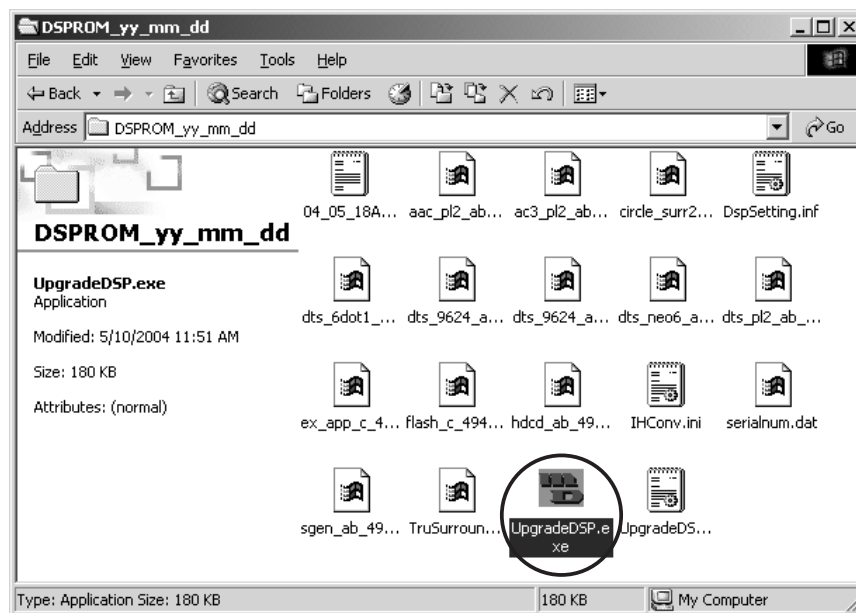 DSPROM_yy_mm_dd
File Edit View Favorites Tools Help
Back Search Folders
Address DSPROM_yy_mm_dd Go
DSPROM_yy_mm_dd
UpgradeDSP.exe
Application
Modified: 5/10/2004 11:51 AM
Size: 180 KB
Attributes: (normal)
04_05_18A... aac_pl2_ab... ac3_pl2_ab... circle_surr2... DspSetting.inf
dts_6dot1_... dts_9624_a... dts_9624_a... dts_neo6_a... dts_pl2_ab_...
ex_app_c_4... flash_c_494... hdcd_ab_49... IHConv.ini serialnum.dat
sgen_ab_49... TruSurroun... UpgradeDSP.e UpgradeDS...
xe
Type: Application Size: 180 KB 180 KB My Computer